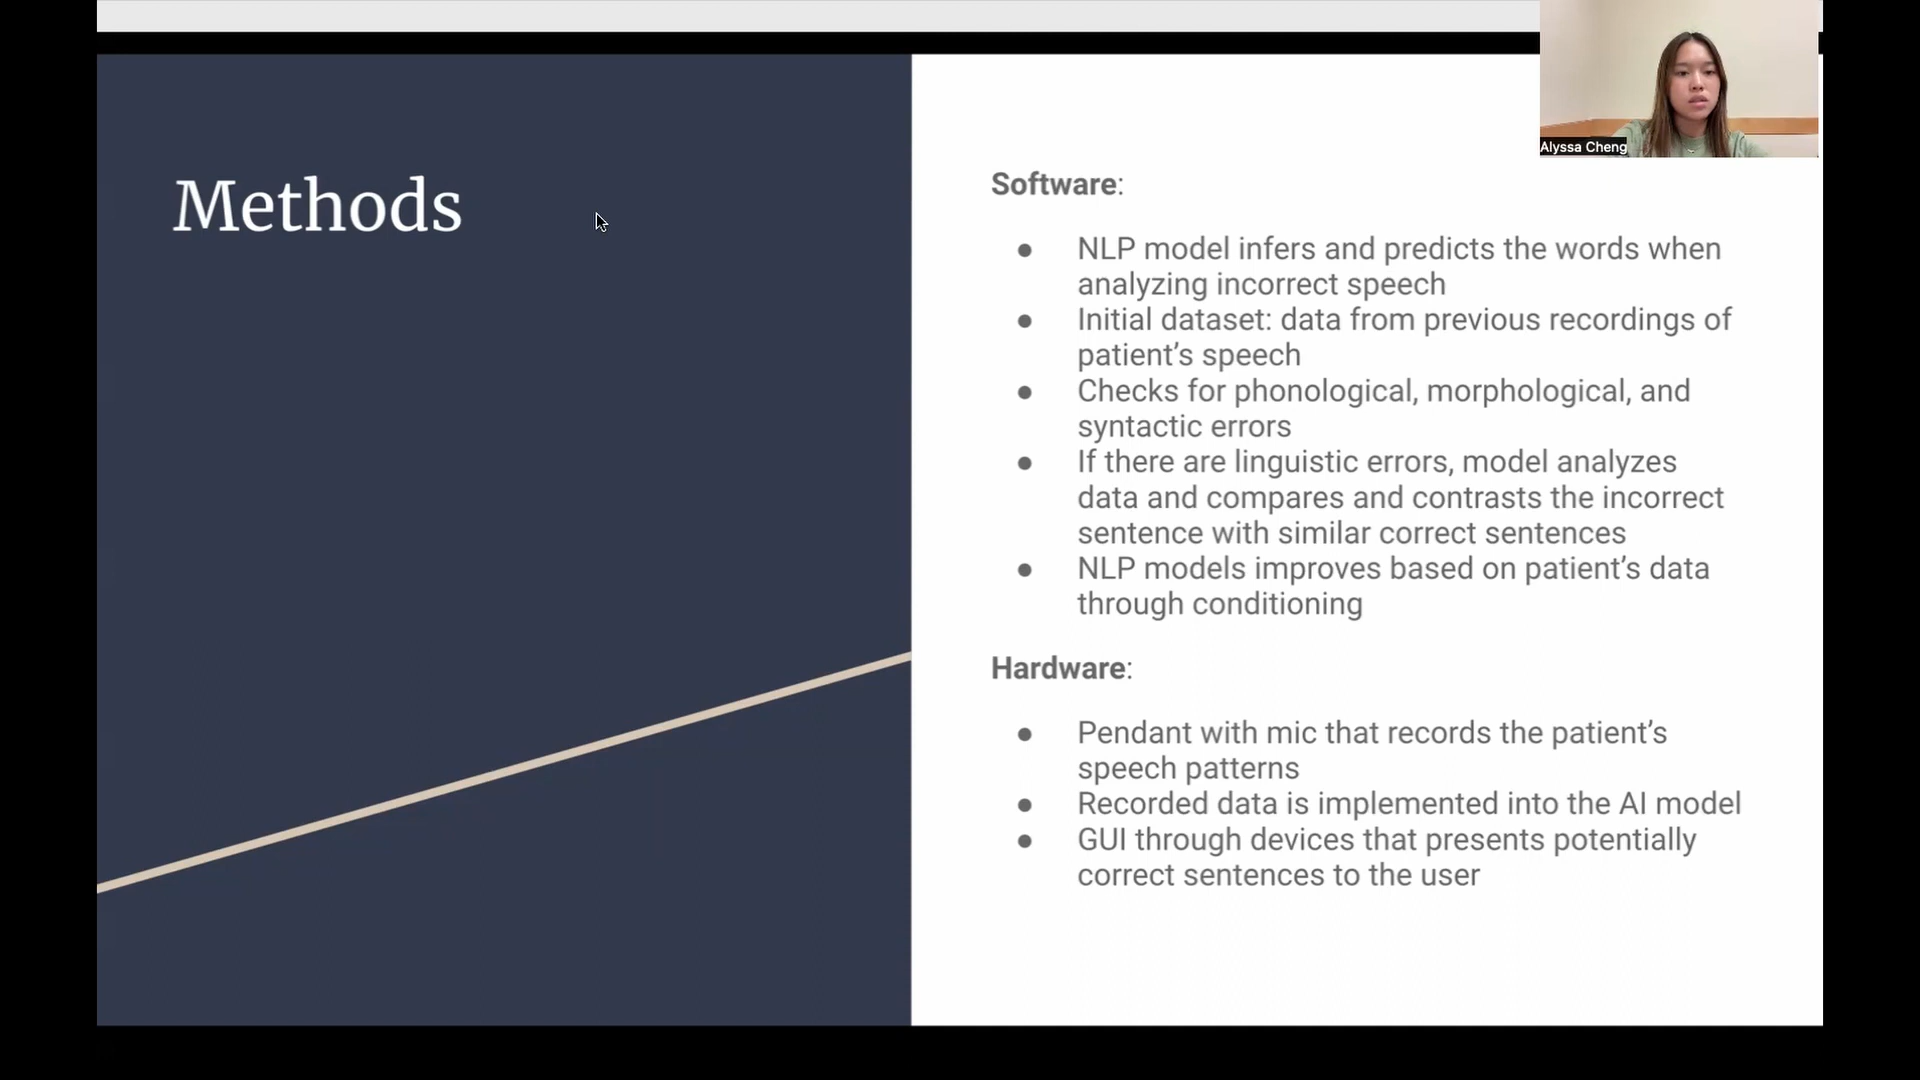 Alyssa Cheng
Methods
Software:
● NLP model infers and predicts the words when
analyzing incorrect speech
● Initial dataset: data from previous recordings of
patient’s speech
● Checks for phonological, morphological, and
syntactic errors
● If there are linguistic errors, model analyzes
data and compares and contrasts the incorrect
sentence with similar correct sentences
● NLP models improves based on patient’s data
through conditioning
Hardware:
● Pendant with mic that records the patient’s
speech patterns
● Recorded data is implemented into the AI model
● GUI through devices that presents potentially
correct sentences to the user